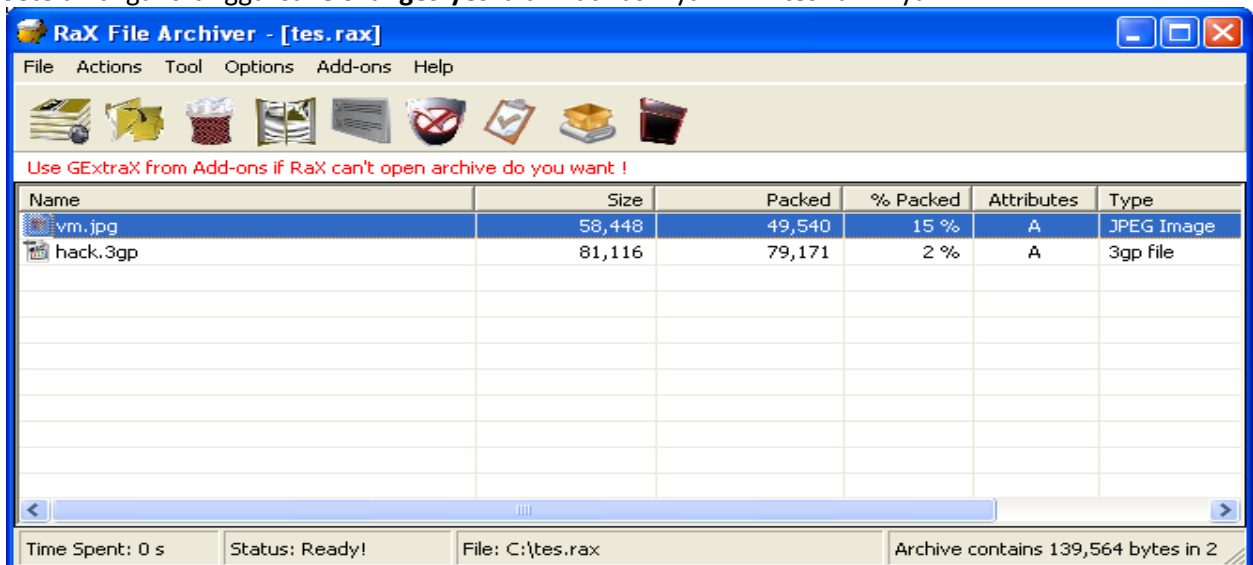 RaX File Archiver - [tes.rax]
File Actions Tool Options Add-ons Help
Use GExtraX from Add-ons if RaX can't open archive do you want !
Name Size Packed % Packed Attributes Type
vm.jpg 58,448 49,540 15 % A JPEG Image
hack.3gp 81,116 79,171 2 % A 3gp file
Time Spent: 0 s Status: Ready! File: C:\tes.rax Archive contains 139,564 bytes in 2